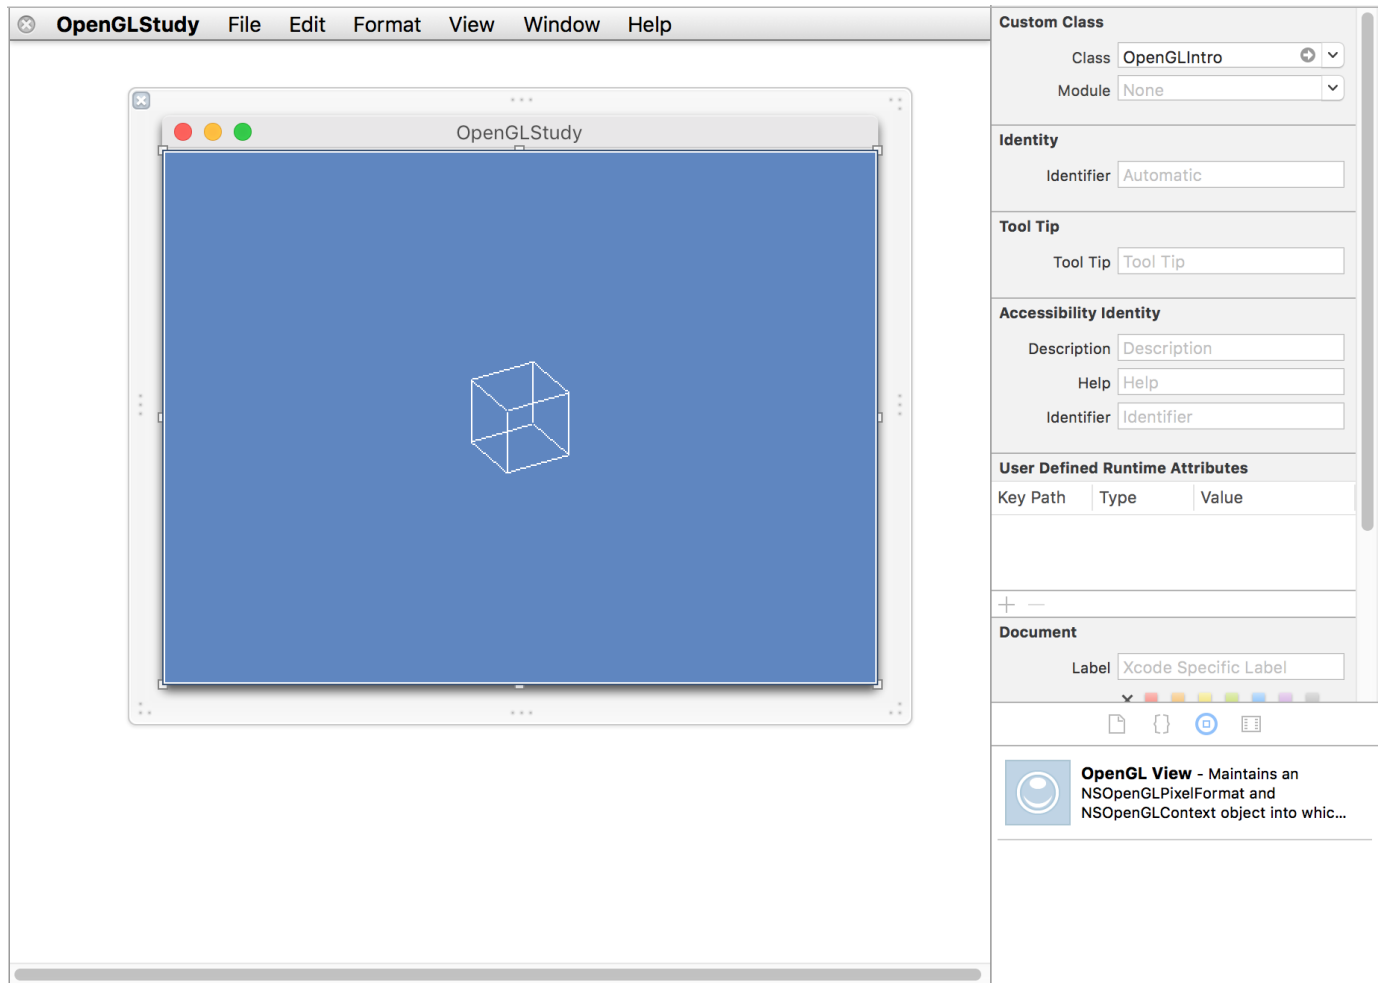 OpenGLStudy File Edit Format View Window Help
OpenGLStudy
Custom Class
Class OpenGLIntro
Module None
Identity
Identifier Automatic
Tool Tip
Tool Tip Tool Tip
Accessibility Identity
Description Description
Help Help
Identifier Identifier
User Defined Runtime Attributes
Key Path Type Value
Document
Label Xcode Specific Label
OpenGL View - Maintains an
NSOpenGLPixelFormat and
NSOpenGLContext object into whic...